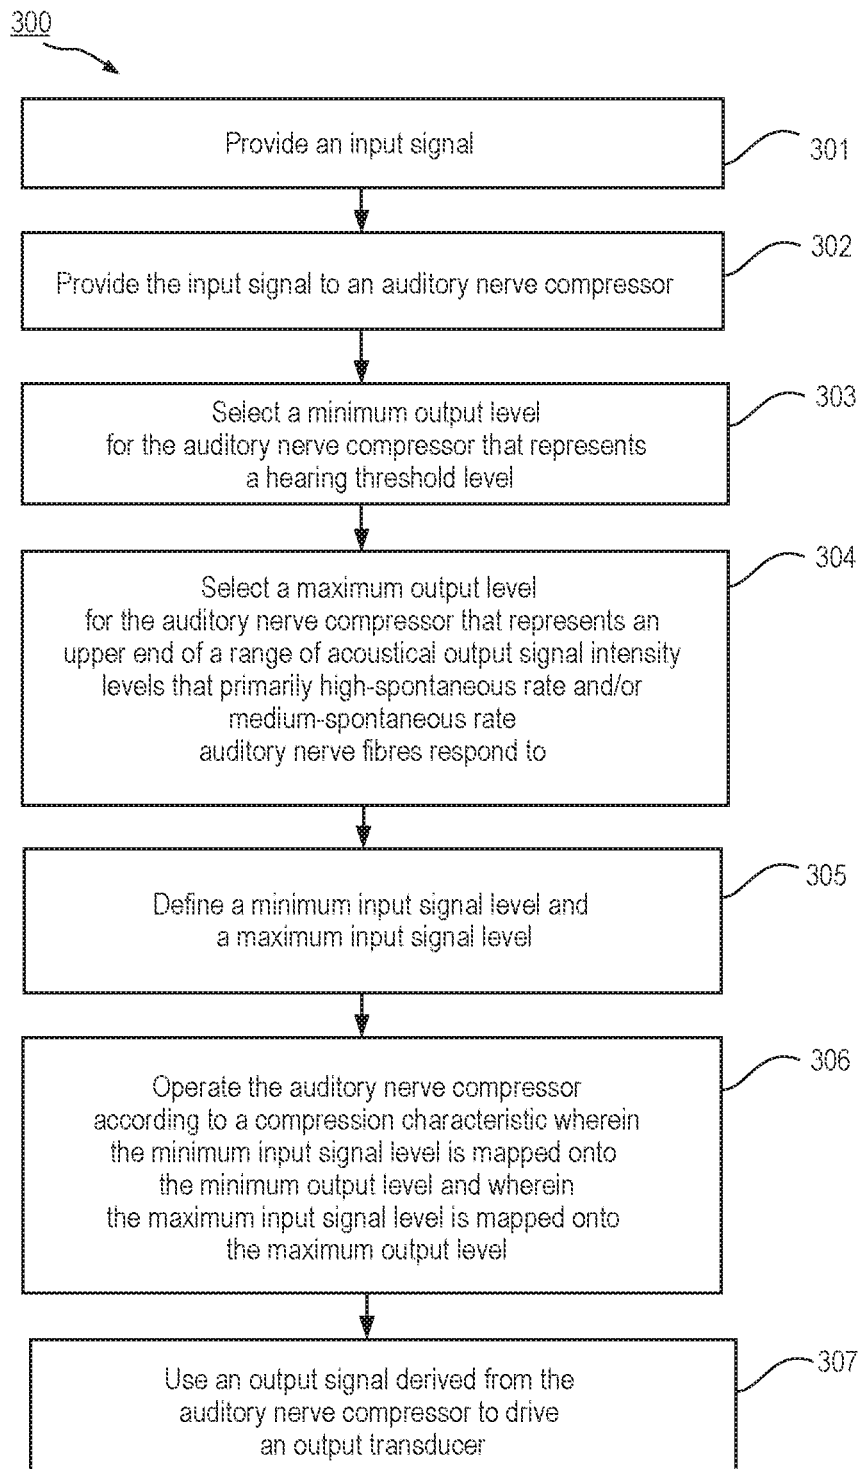 300
Provide an input signal
301
Provide the input signal to an auditory nerve compressor
302
Select a minimum output level
for the auditory nerve compressor that represents
a hearing threshold level
303
Select a maximum output level
for the auditory nerve compressor that represents an
upper end of a range of acoustical output signal intensity
levels that primarily high-spontaneous rate and/or
medium-spontaneous rate
auditory nerve fibres respond to
304
Define a minimum input signal level and
a maximum input signal level
305
Operate the auditory nerve compressor
according to a compression characteristic wherein
the minimum input signal level is mapped onto
the minimum output level and wherein
the maximum input signal level is mapped onto
the maximum output level
306
Use an output signal derived from the
auditory nerve compressor to drive
an output transducer
307